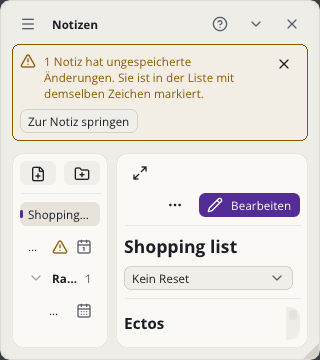 Notizen
1 Notiz hat ungespeicherte
Änderungen. Sie ist in der Liste mit
demselben Zeichen markiert.
Zur Notiz springen
Shopping...
...
Ra... 1
...
Bearbeiten
Shopping list
Kein Reset
Ectos